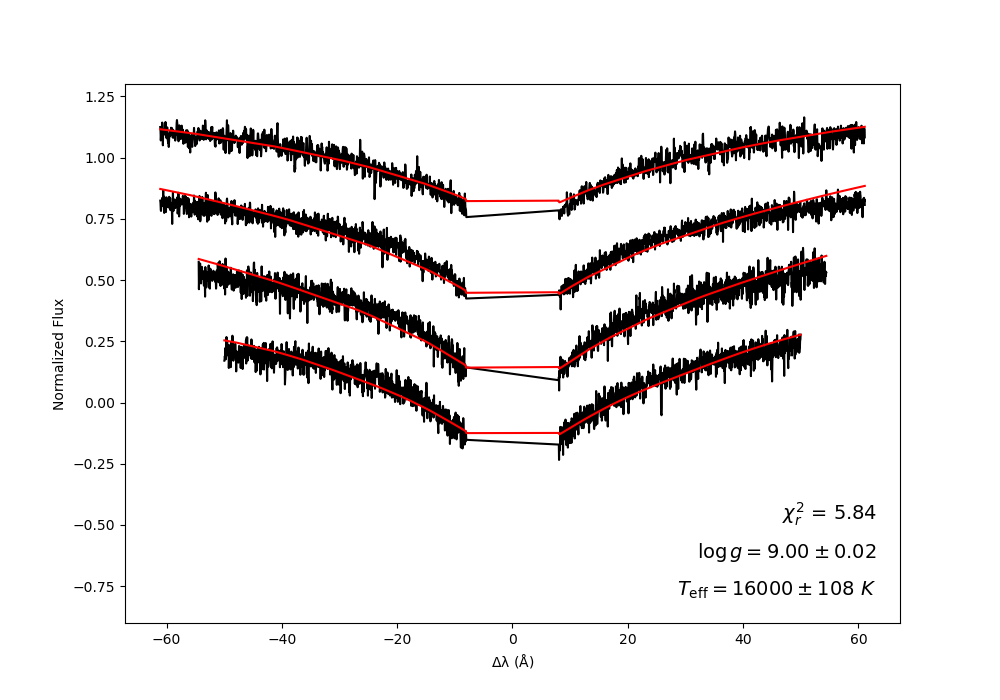 1.25
1.00
0.75
0.50
0.25
0.00
−0.25
−0.50
−0.75
Normalized Flux
χ²ᵣ = 5.84
log g = 9.00 ± 0.02
T_eff = 16000 ± 108 K
−60 −40 −20 0 20 40 60
Δλ (Å)